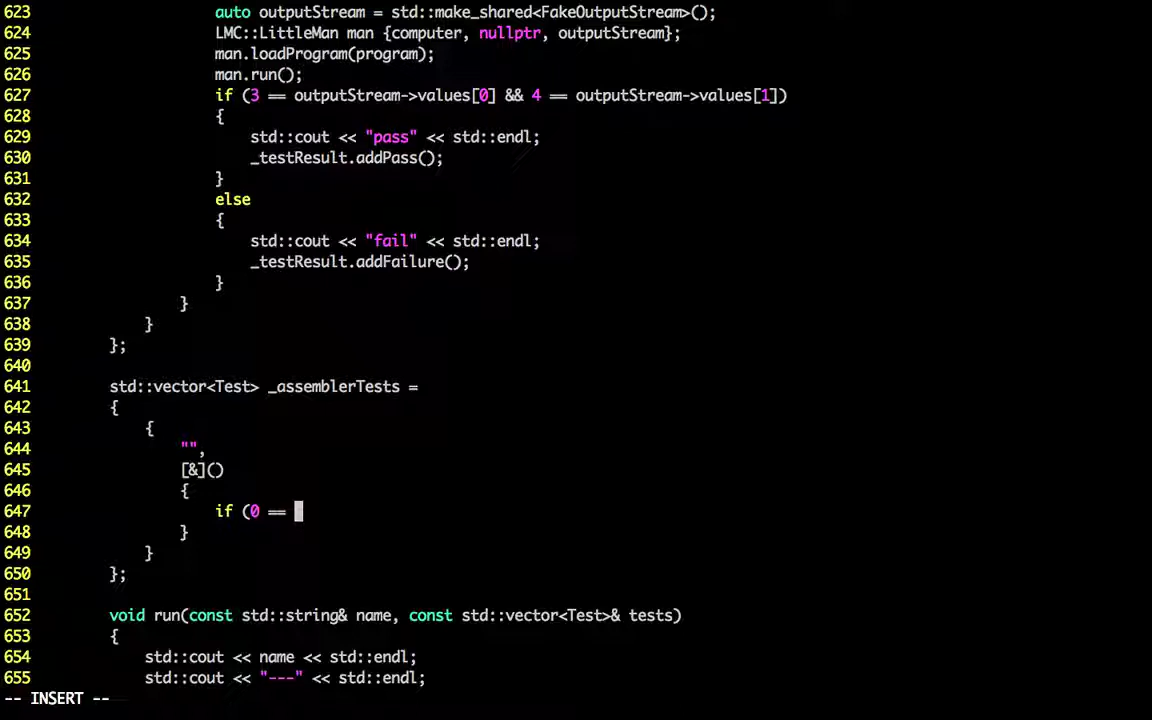 623                     auto outputStream = std::make_shared<FakeOutputStream>();
624                     LMC::LittleMan man {computer, nullptr, outputStream};
625                     man.loadProgram(program);
626                     man.run();
627                     if (3 == outputStream->values[0] && 4 == outputStream->values[1])
628                     {
629                         std::cout << "pass" << std::endl;
630                         _testResult.addPass();
631                     }
632                     else
633                     {
634                         std::cout << "fail" << std::endl;
635                         _testResult.addFailure();
636                     }
637                 }
638             }
639         };
640
641         std::vector<Test> _assemblerTests =
642         {
643             {
644                 "",
645                 [&]()
646                 {
647                     if (0 ==
648                 }
649             }
650         };
651
652         void run(const std::string& name, const std::vector<Test>& tests)
653         {
654             std::cout << name << std::endl;
655             std::cout << "---" << std::endl;
-- INSERT --